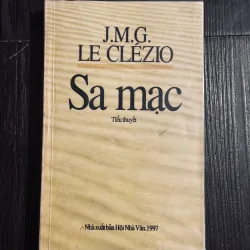 J.M.G.
LE CLÉZIO
Sa mạc
Tiểu thuyết
Nhà xuất bản Hội Nhà Văn. 1997